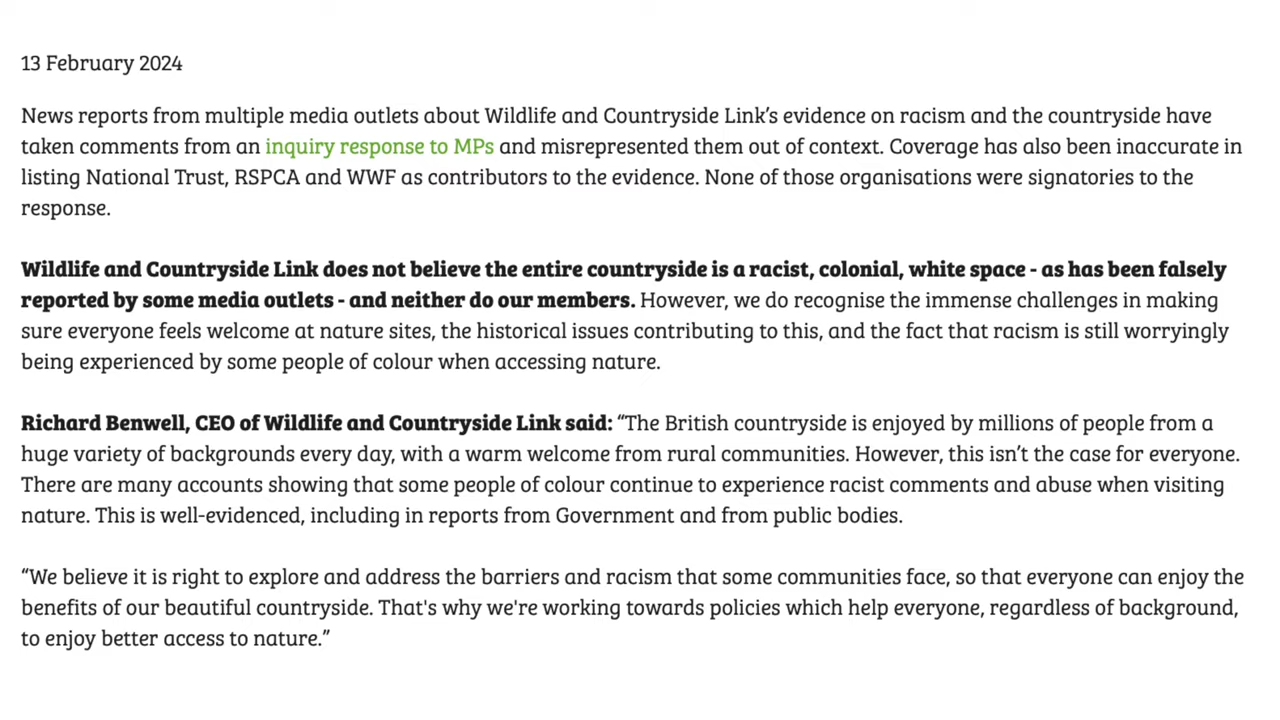 13 February 2024
News reports from multiple media outlets about Wildlife and Countryside Link’s evidence on racism and the countryside have
taken comments from an inquiry response to MPs and misrepresented them out of context. Coverage has also been inaccurate in
listing National Trust, RSPCA and WWF as contributors to the evidence. None of those organisations were signatories to the
response.
Wildlife and Countryside Link does not believe the entire countryside is a racist, colonial, white space - as has been falsely
reported by some media outlets - and neither do our members. However, we do recognise the immense challenges in making
sure everyone feels welcome at nature sites, the historical issues contributing to this, and the fact that racism is still worryingly
being experienced by some people of colour when accessing nature.
Richard Benwell, CEO of Wildlife and Countryside Link said: “The British countryside is enjoyed by millions of people from a
huge variety of backgrounds every day, with a warm welcome from rural communities. However, this isn’t the case for everyone.
There are many accounts showing that some people of colour continue to experience racist comments and abuse when visiting
nature. This is well-evidenced, including in reports from Government and from public bodies.
“We believe it is right to explore and address the barriers and racism that some communities face, so that everyone can enjoy the
benefits of our beautiful countryside. That's why we're working towards policies which help everyone, regardless of background,
to enjoy better access to nature.”